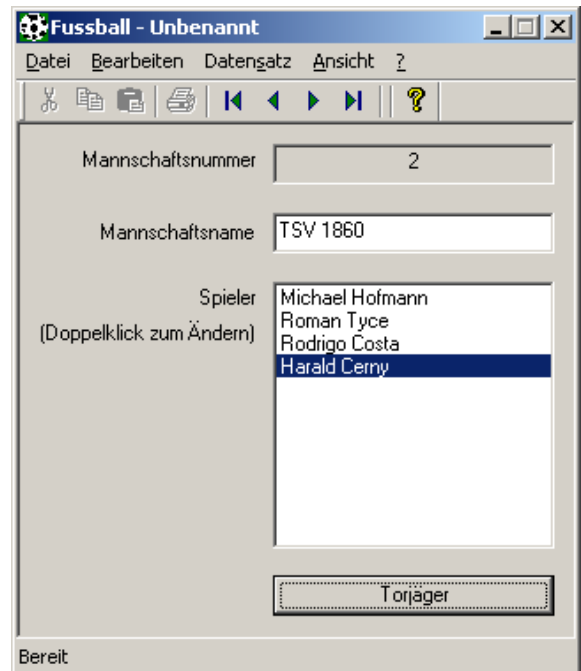 Fussball - Unbenannt
Datei Bearbeiten Datensatz Ansicht ?
Mannschaftsnummer 2
Mannschaftsname TSV 1860
Spieler
(Doppelklick zum Ändern)
Michael Hofmann
Roman Tyce
Rodrigo Costa
Harald Cerny
Torjäger
Bereit